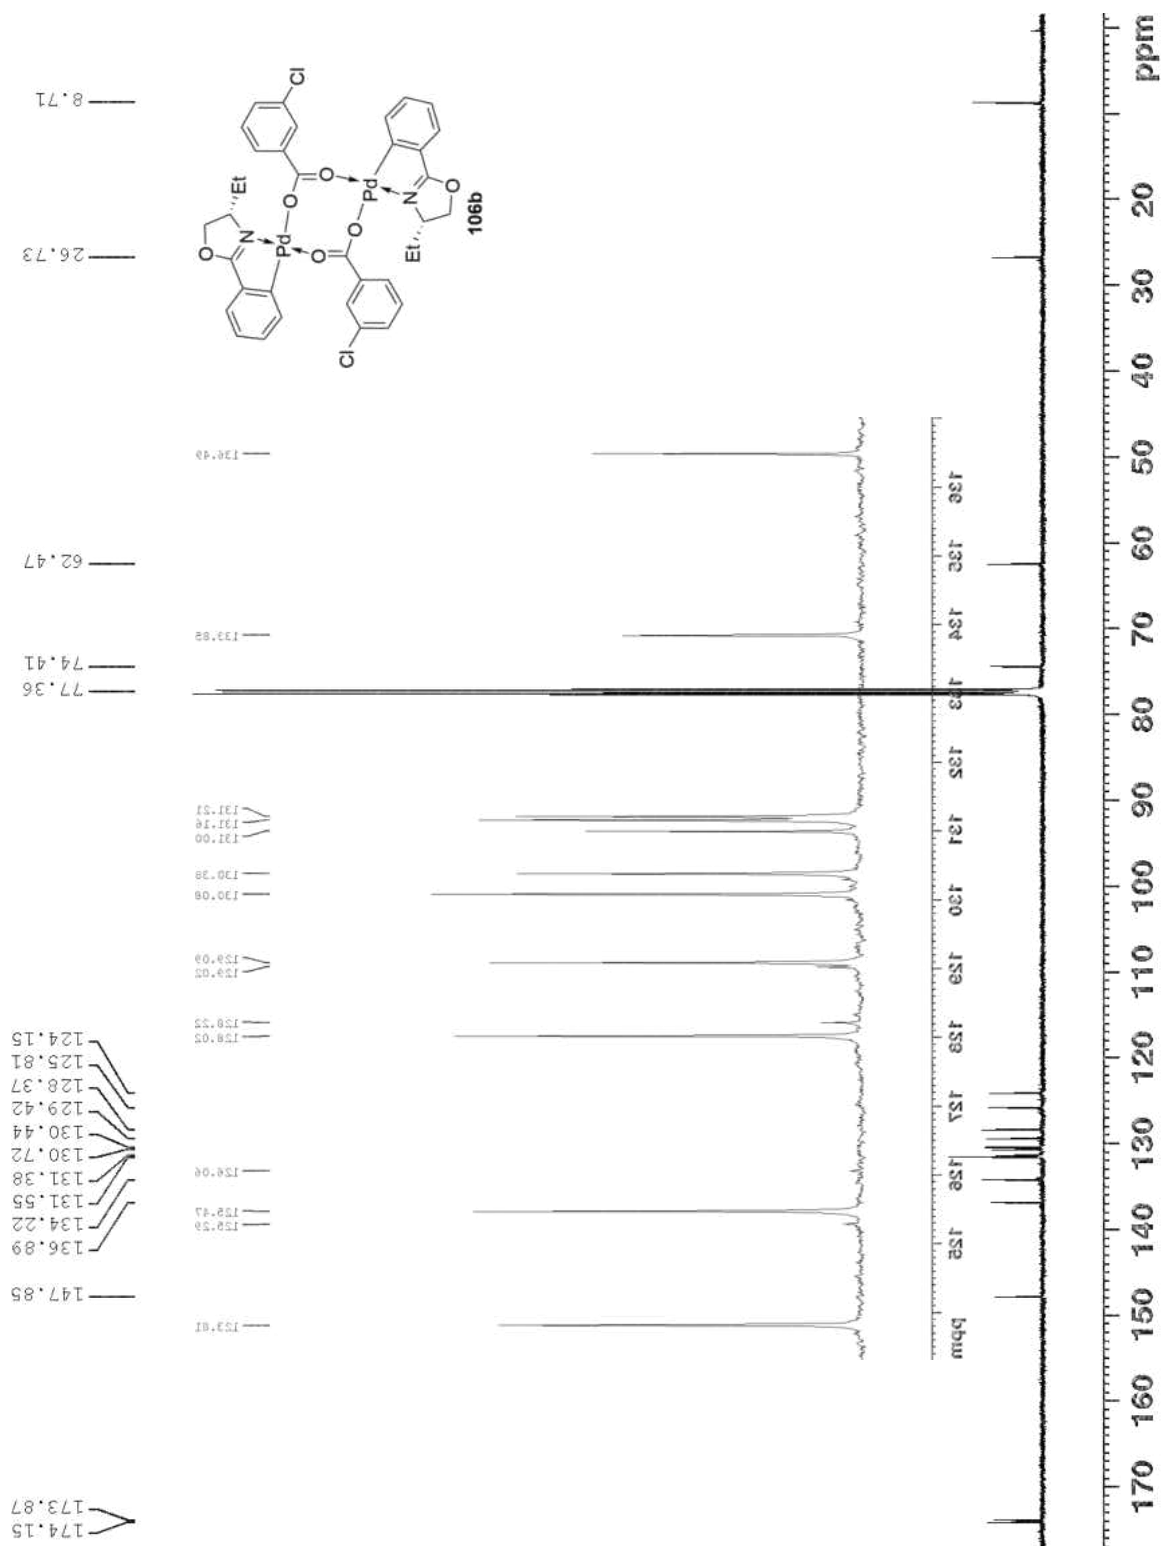 174.15
173.87
147.85
136.89
134.22
131.55
131.38
130.72
130.44
129.42
128.37
125.81
124.15
77.36
74.41
62.47
26.73
8.71
O
N
Et
Pd
O
O
Cl
O
O
Pd
Cl
Et
N
O
106b
136.49
133.85
131.21
131.16
131.00
130.38
130.08
129.09
129.02
128.22
128.02
126.06
125.47
125.29
123.81
136 135 134 133 132 131 130 129 128 127 126 125 ppm
170 160 150 140 130 120 110 100 90 80 70 60 50 40 30 20 ppm